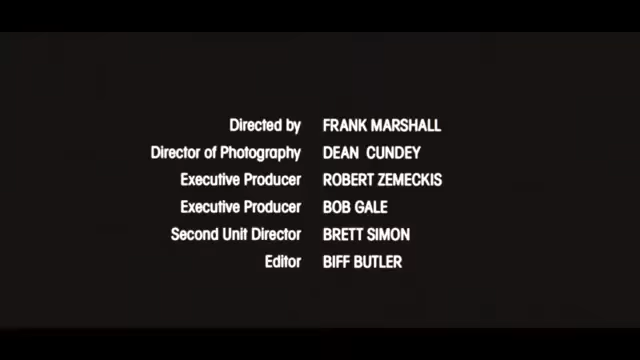 Directed by FRANK MARSHALL
Director of Photography DEAN CUNDEY
Executive Producer ROBERT ZEMECKIS
Executive Producer BOB GALE
Second Unit Director BRETT SIMON
Editor BIFF BUTLER